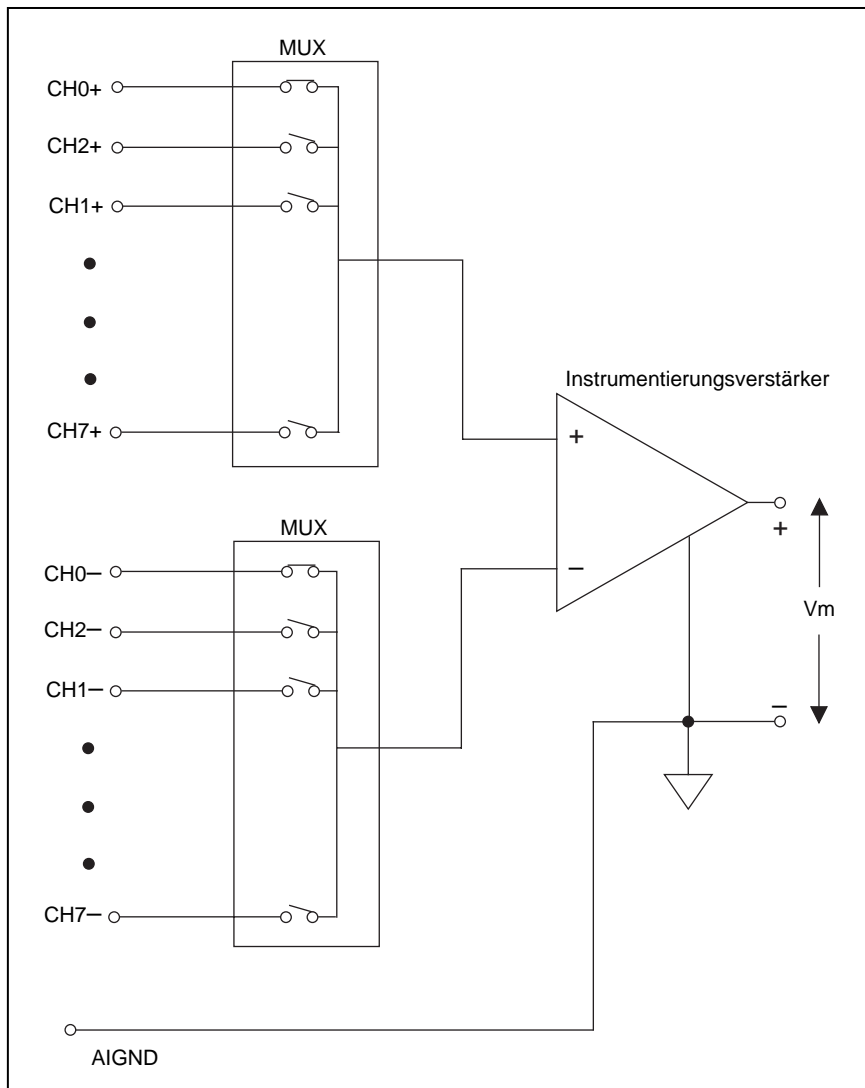 MUX
CH0+
CH2+
CH1+
CH7+
Instrumentierungsverstärker
+
−
+
Vm
−
MUX
CH0−
CH2−
CH1−
CH7−
AIGND